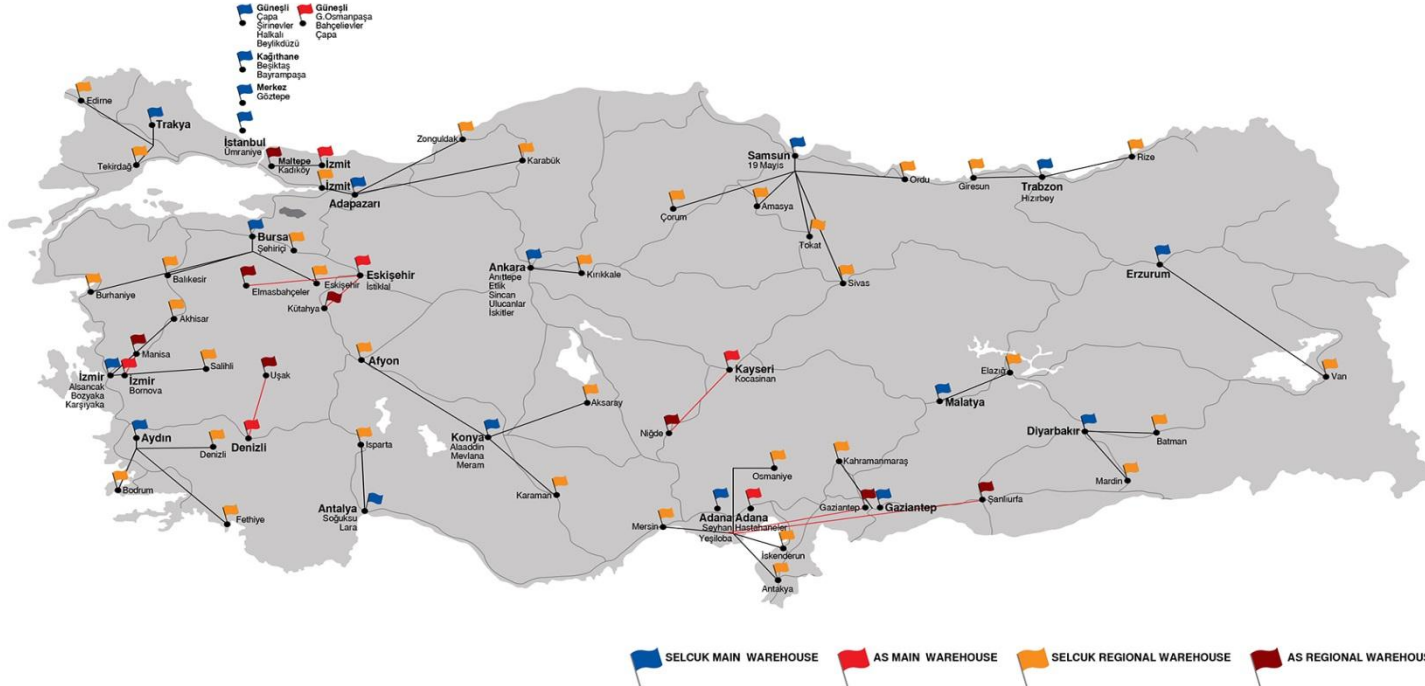 Güneşli
Çapa
Şirinevler
Halkalı
Beylikdüzü
Güneşli
G.Osmanpaşa
Bahçelievler
Çapa
Kağıthane
Beşiktaş
Bayrampaşa
Merkez
Göztepe
İstanbul
Ümraniye
Edirne
Trakya
Tekirdağ
Maltepe
Kadıköy
İzmit
İzmit
Adapazarı
Zonguldak
Karabük
Samsun
19 Mayis
Ordu
Giresun
Trabzon
Hızırbey
Rize
Çorum
Amasya
Tokat
Sivas
Bursa
Şehiriçi
Balıkesir
Burhaniye
Elmasbahçeler
Eskişehir
Eskişehir
İstiklal
Kütahya
Ankara
Anıttepe
Etlik
Sincan
Ulucanlar
İskitler
Kırıkkale
Erzurum
Van
Akhisar
Manisa
Salihli
İzmir
Alsancak
Bozyaka
Karşıyaka
İzmir
Bornova
Uşak
Afyon
Kayseri
Kocasinan
Elazığ
Malatya
Aksaray
Niğde
Aydın
Denizli
Denizli
Isparta
Konya
Alaaddin
Mevlana
Meram
Karaman
Diyarbakır
Batman
Mardin
Bodrum
Fethiye
Antalya
Soğuksu
Lara
Osmaniye
Kahramanmaraş
Mersin
Adana
Seyhan
Yeşiloba
Adana
Hastahaneler
Gaziantep
Gaziantep
Şanlıurfa
İskenderun
Antakya
SELCUK MAIN WAREHOUSE
AS MAIN WAREHOUSE
SELCUK REGIONAL WAREHOUSE
AS REGIONAL WAREHOUS